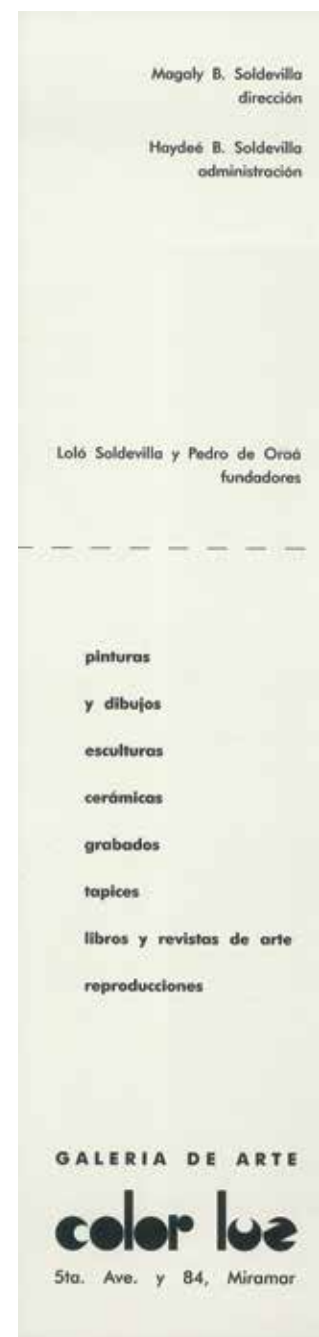 Magaly B. Soldevilla
dirección
Haydeé B. Soldevilla
administración
Loló Soldevilla y Pedro de Oraá
fundadores
pinturas
y dibujos
esculturas
cerámicas
grabados
tapices
libros y revistas de arte
reproducciones
GALERIA DE ARTE
color luz
5ta. Ave. y 84, Miramar